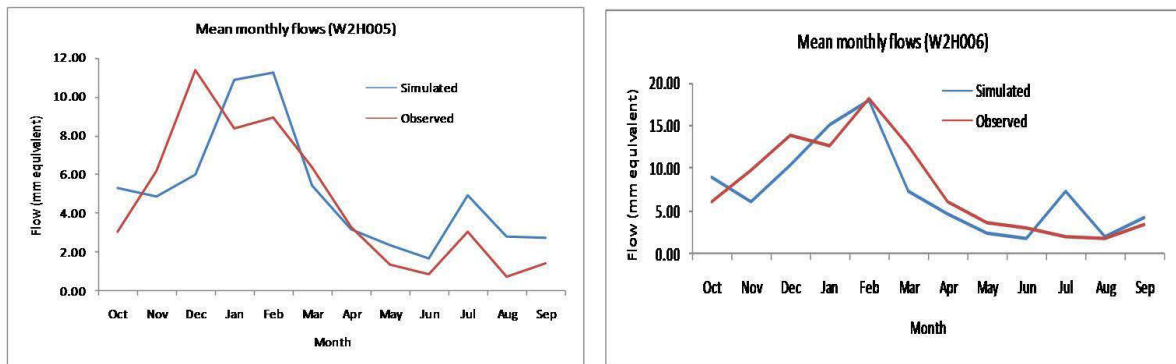 Mean monthly flows (W2H005)
12.00
10.00
8.00
6.00
4.00
2.00
0.00
Flow (mm equivalent)
Simulated
Observed
Oct Nov Dec Jan Feb Mar Apr May Jun Jul Aug Sep
Month
Mean monthly flows (W2H006)
20.00
15.00
10.00
5.00
0.00
Flow (mm equivalent)
Simulated
Observed
Oct Nov Dec Jan Feb Mar Apr May Jun Jul Aug Sep
Month